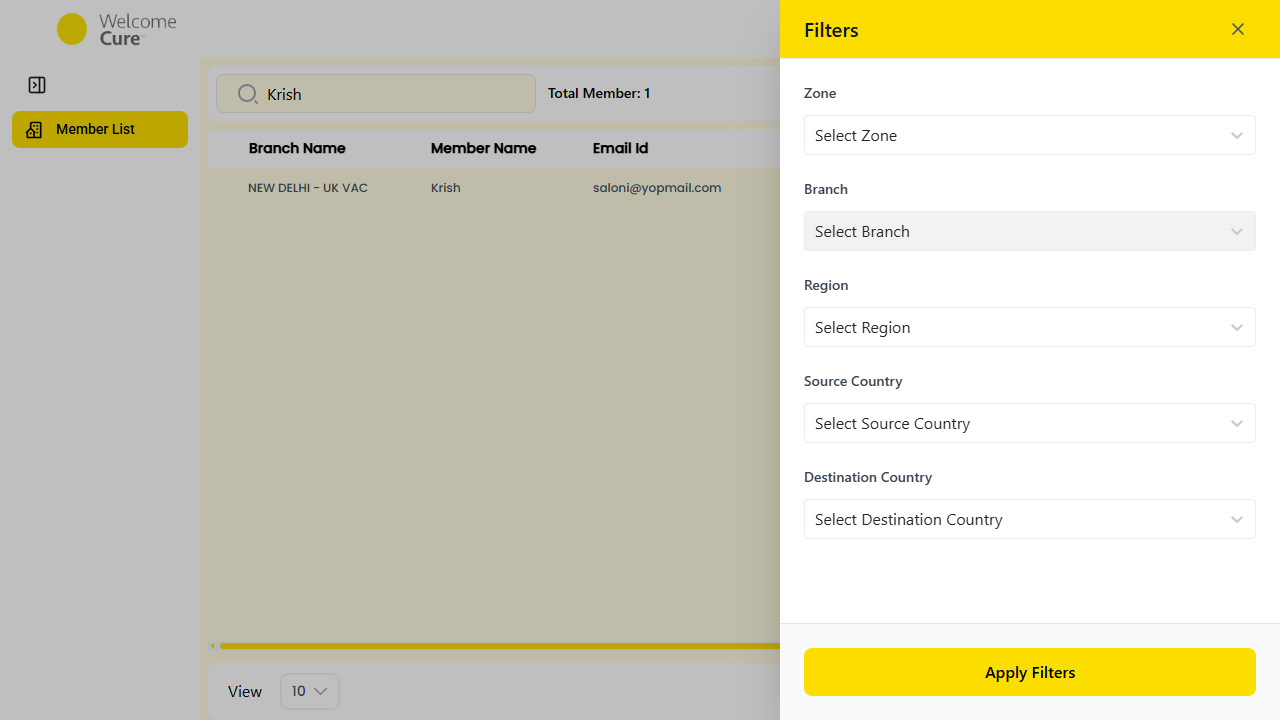 Welcome
Cure
Member List
Krish
Total Member: 1
Branch Name Member Name Email Id
NEW DELHI - UK VAC Krish saloni@yopmail.com
View 10
Filters
Zone
Select Zone
Branch
Select Branch
Region
Select Region
Source Country
Select Source Country
Destination Country
Select Destination Country
Apply Filters